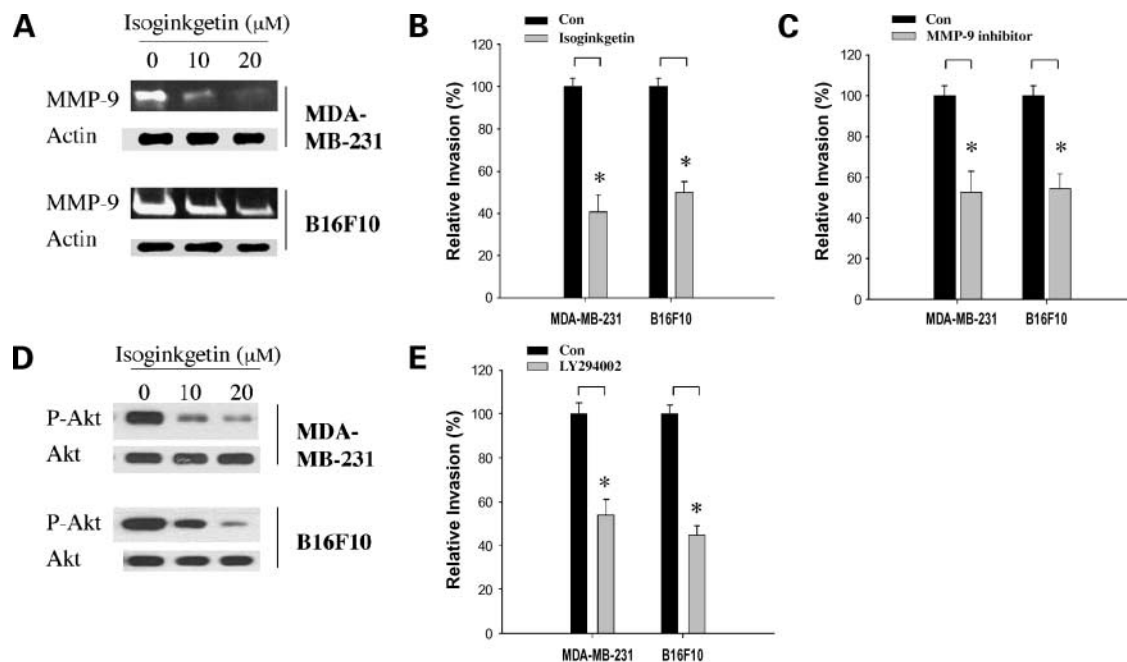 A
Isoginkgetin (µM)
0 10 20
MMP-9
Actin
MDA-
MB-231
MMP-9
Actin
B16F10
B
Con
Isoginkgetin
Relative Invasion (%)
120
100
80
60
40
20
0
*
*
MDA-MB-231 B16F10
C
Con
MMP-9 inhibitor
Relative Invasion (%)
120
100
80
60
40
20
0
*
*
MDA-MB-231 B16F10
D
Isoginkgetin (µM)
0 10 20
P-Akt
Akt
MDA-
MB-231
P-Akt
Akt
B16F10
E
Con
LY294002
Relative Invasion (%)
120
100
80
60
40
20
0
*
*
MDA-MB-231 B16F10